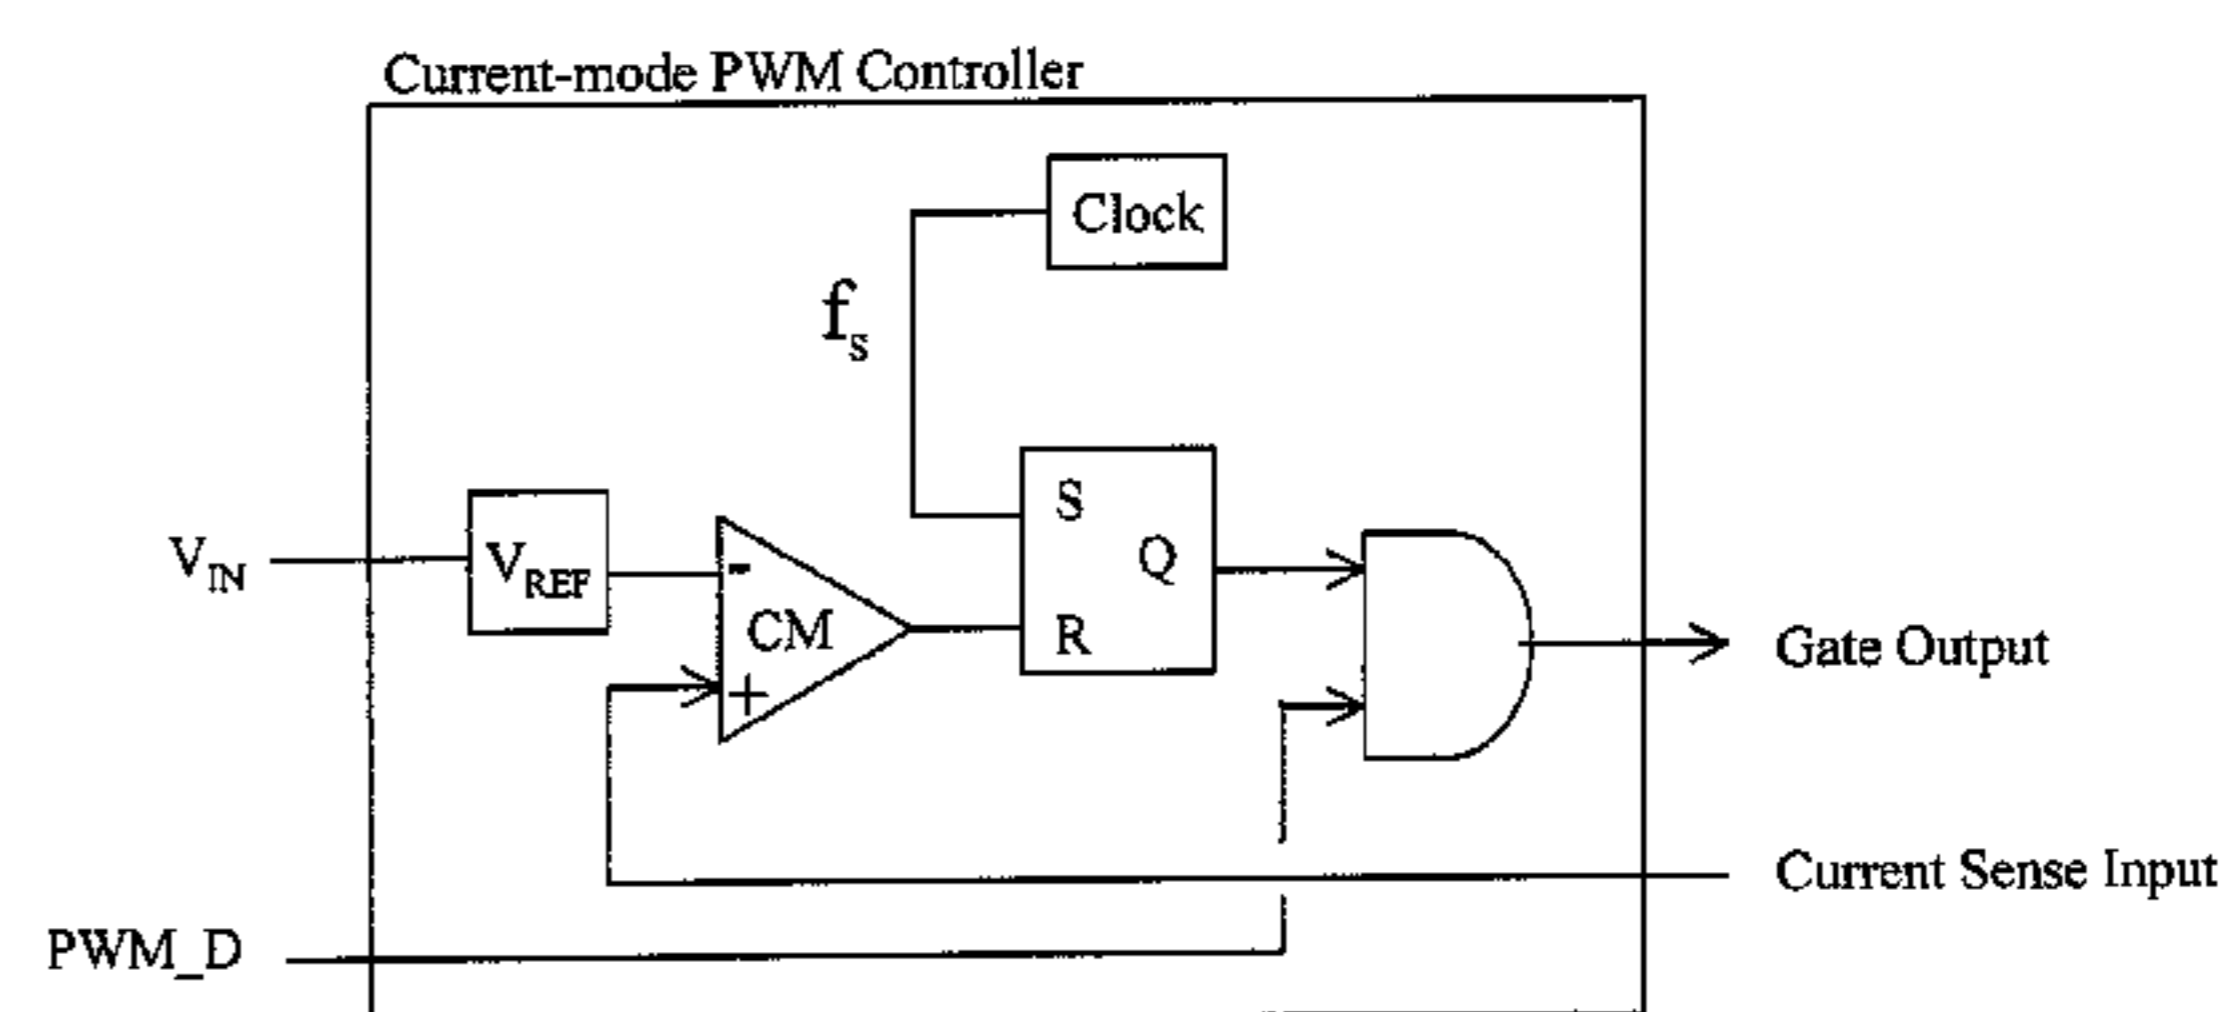 Current-mode PWM Controller
Clock
fs
S
Q
R
VIN
VREF
-
CM
+
Gate Output
Current Sense Input
PWM_D